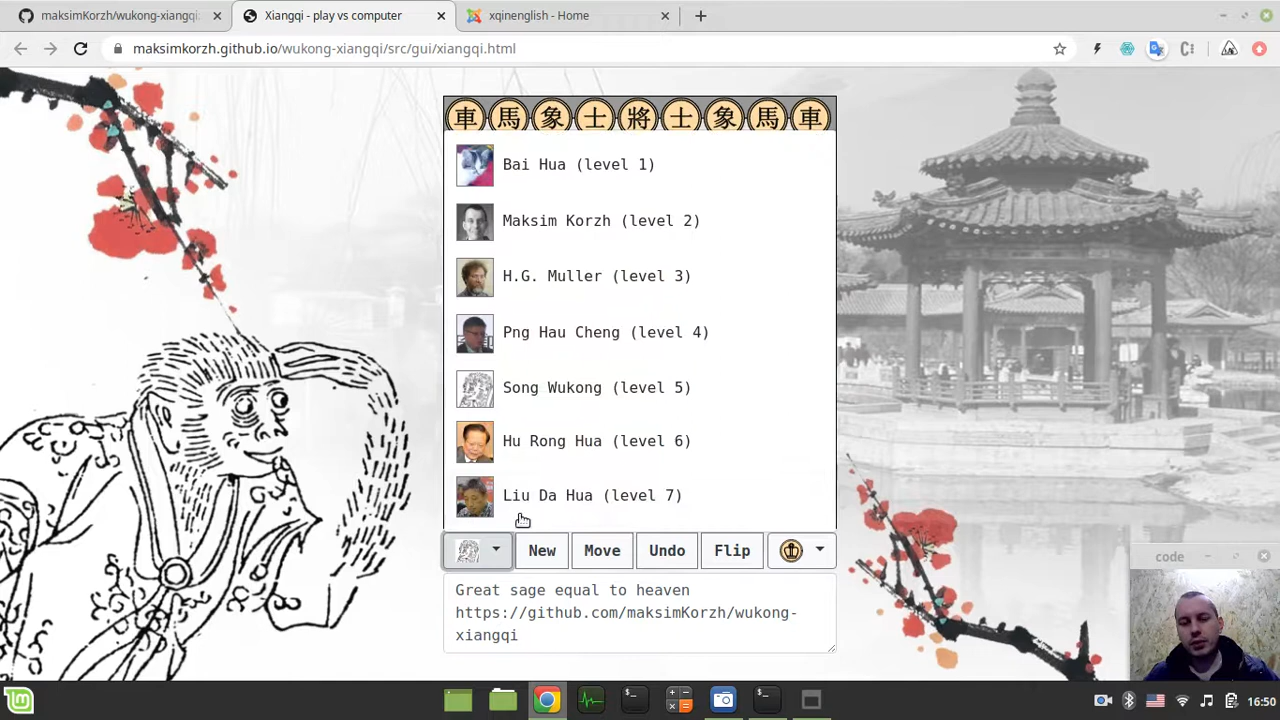 maksimKorzh/wukong-xiangqi:
Xiangqi - play vs computer
xqinenglish - Home
maksimkorzh.github.io/wukong-xiangqi/src/gui/xiangqi.html
車 馬 象 士 將 士 象 馬 車
Bai Hua (level 1)
Maksim Korzh (level 2)
H.G. Muller (level 3)
Png Hau Cheng (level 4)
Song Wukong (level 5)
Hu Rong Hua (level 6)
Liu Da Hua (level 7)
New Move Undo Flip
Great sage equal to heaven
https://github.com/maksimKorzh/wukong-
xiangqi
code
16:50